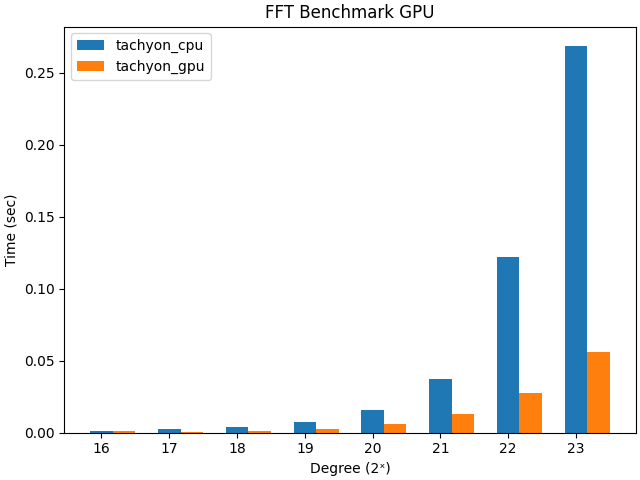 FFT Benchmark GPU
tachyon_cpu
tachyon_gpu
Time (sec)
0.25
0.20
0.15
0.10
0.05
0.00
16 17 18 19 20 21 22 23
Degree (2ˣ)